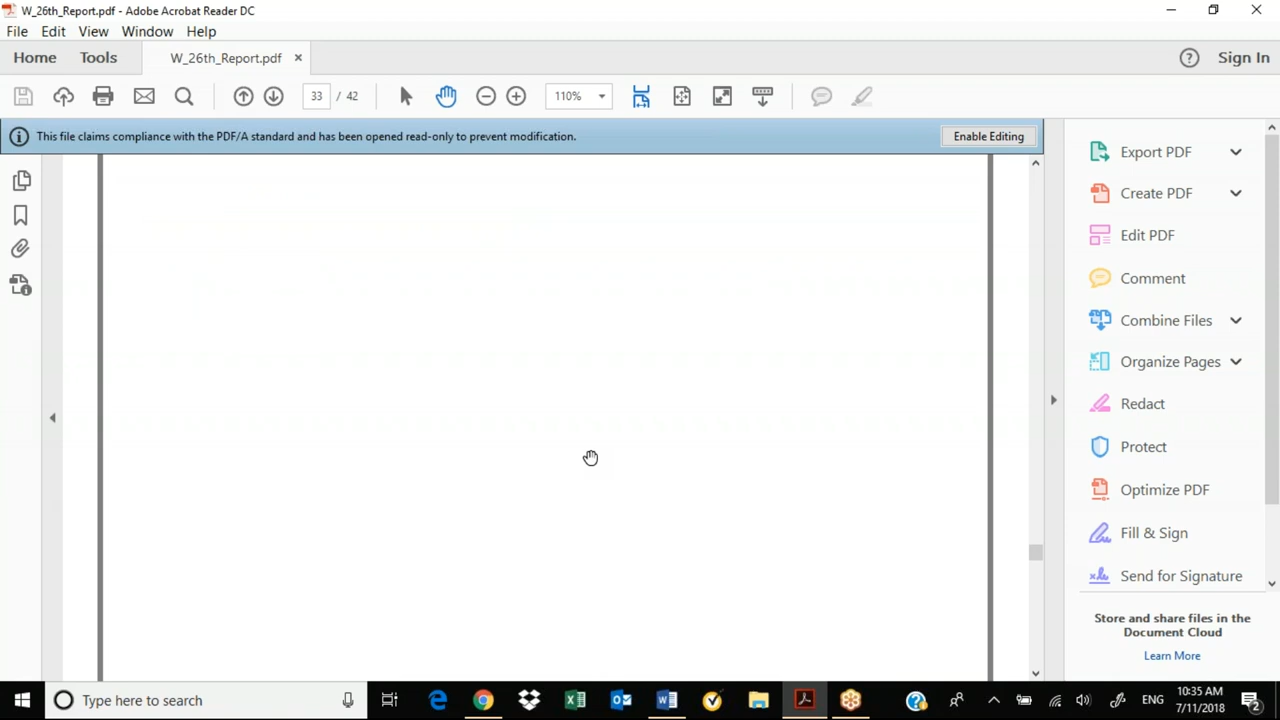 W_26th_Report.pdf - Adobe Acrobat Reader DC
File Edit View Window Help
Home Tools W_26th_Report.pdf × ? Sign In
33 / 42 110%
This file claims compliance with the PDF/A standard and has been opened read-only to prevent modification. Enable Editing
Export PDF
Create PDF
Edit PDF
Comment
Combine Files
Organize Pages
Redact
Protect
Optimize PDF
Fill & Sign
Send for Signature
Store and share files in the
Document Cloud
Learn More
Type here to search
ENG
10:35 AM
7/11/2018
2